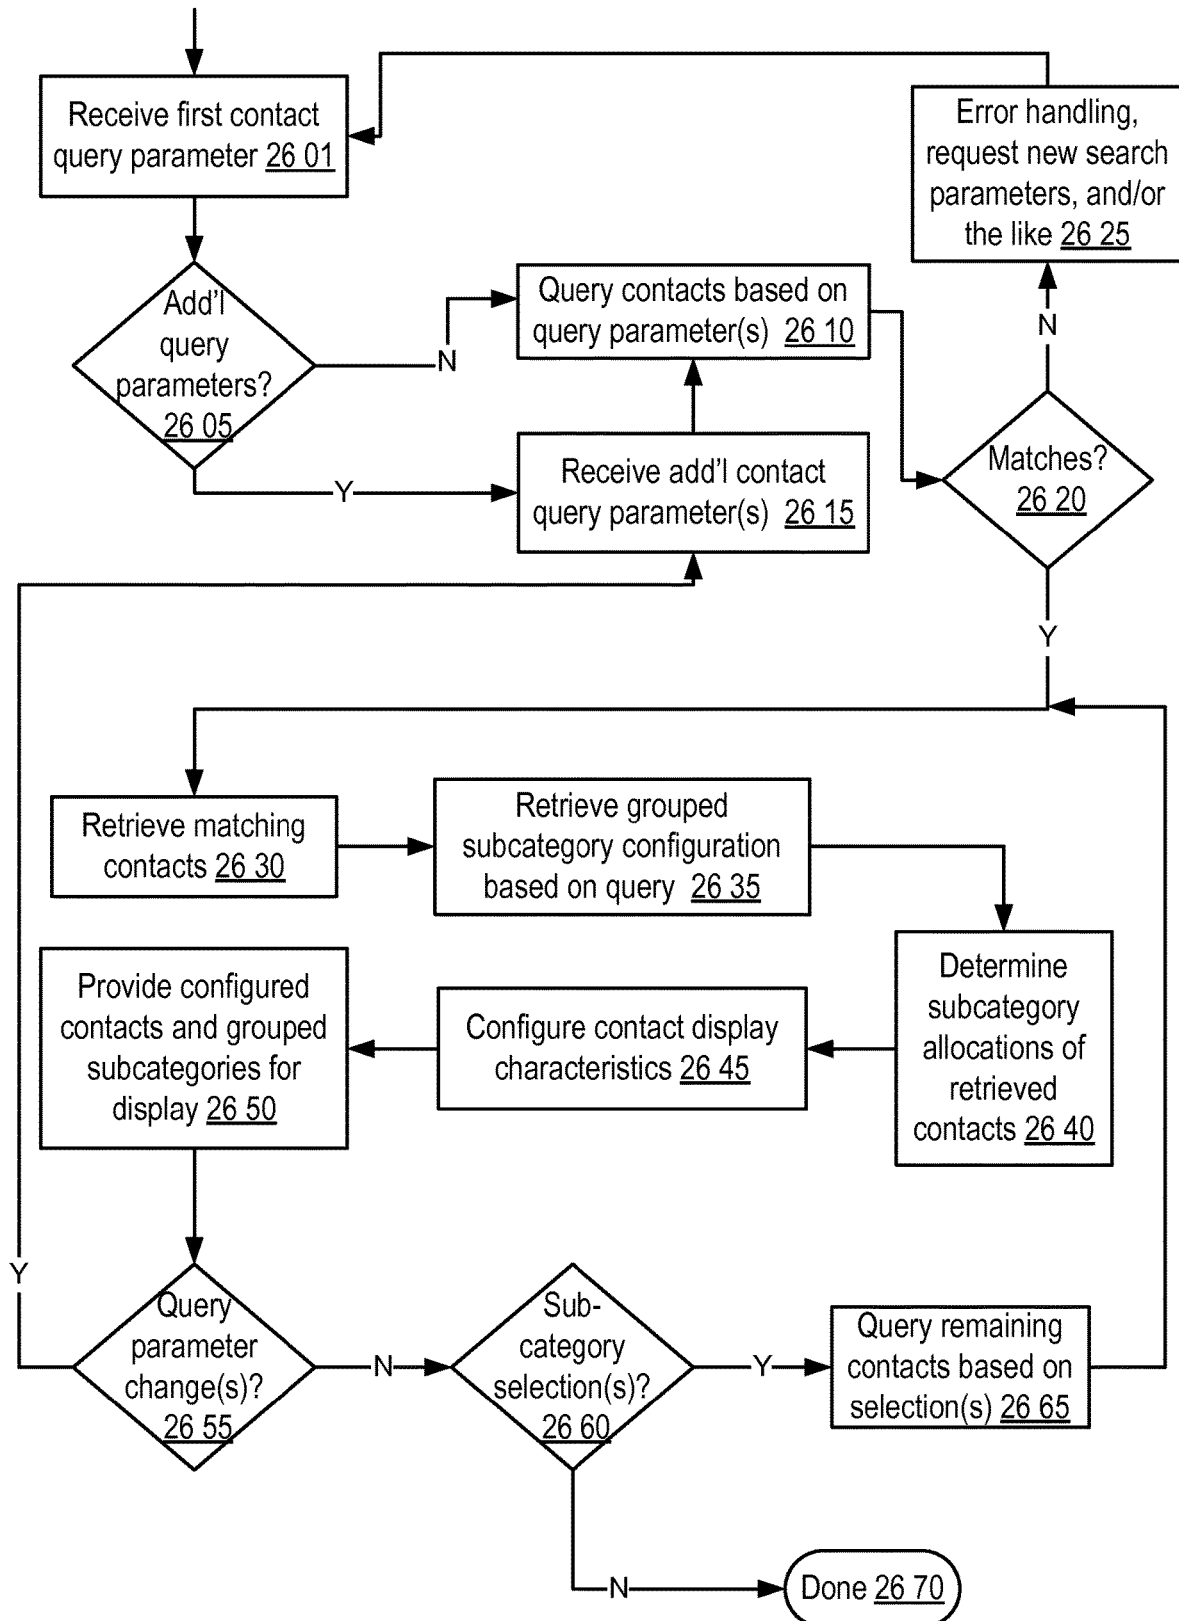 Receive first contact
query parameter 26 01
Error handling,
request new search
parameters, and/or
the like 26 25
Add'l
query
parameters?
26 05
N
Query contacts based on
query parameter(s) 26 10
N
Y
Receive add'l contact
query parameter(s) 26 15
Matches?
26 20
Y
Retrieve matching
contacts 26 30
Retrieve grouped
subcategory configuration
based on query 26 35
Provide configured
contacts and grouped
subcategories for
display 26 50
Configure contact display
characteristics 26 45
Determine
subcategory
allocations of
retrieved
contacts 26 40
Y
Query
parameter
change(s)?
26 55
N
Sub-
category
selection(s)?
26 60
Y
Query remaining
contacts based on
selection(s) 26 65
N
Done 26 70